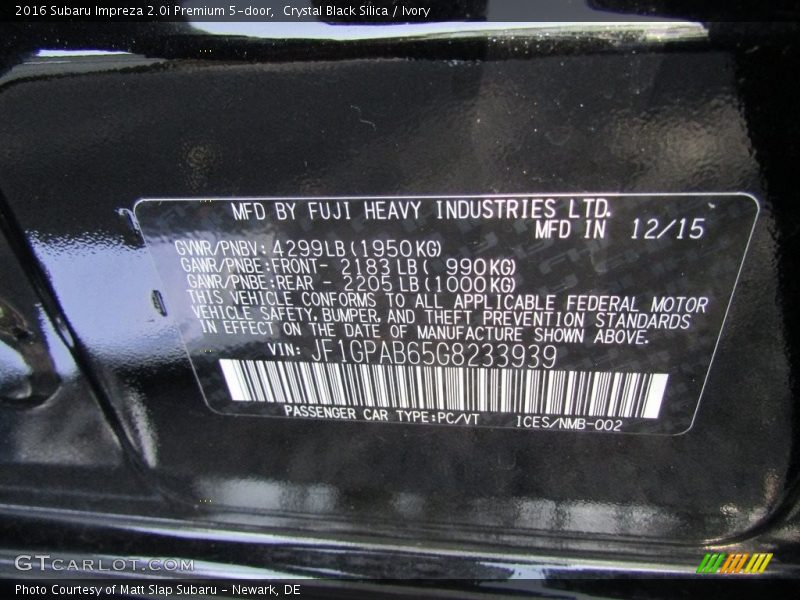 2016 Subaru Impreza 2.0i Premium 5-door,  Crystal Black Silica / Ivory
MFD BY FUJI HEAVY INDUSTRIES LTD.
MFD IN 12/15
GVWR/PNBV:4299LB(1950KG)
GAWR/PNBE:FRONT- 2183LB( 990KG)
GAWR/PNBE:REAR - 2205LB(1000KG)
THIS VEHICLE CONFORMS TO ALL APPLICABLE FEDERAL MOTOR
VEHICLE SAFETY, BUMPER, AND THEFT PREVENTION STANDARDS
IN EFFECT ON THE DATE OF MANUFACTURE SHOWN ABOVE.
VIN: JF1GPAB65G8233939
PASSENGER CAR TYPE:PC/VT ICES/NMB-002
GTCarlot.com
Photo Courtesy of Matt Slap Subaru - Newark, DE